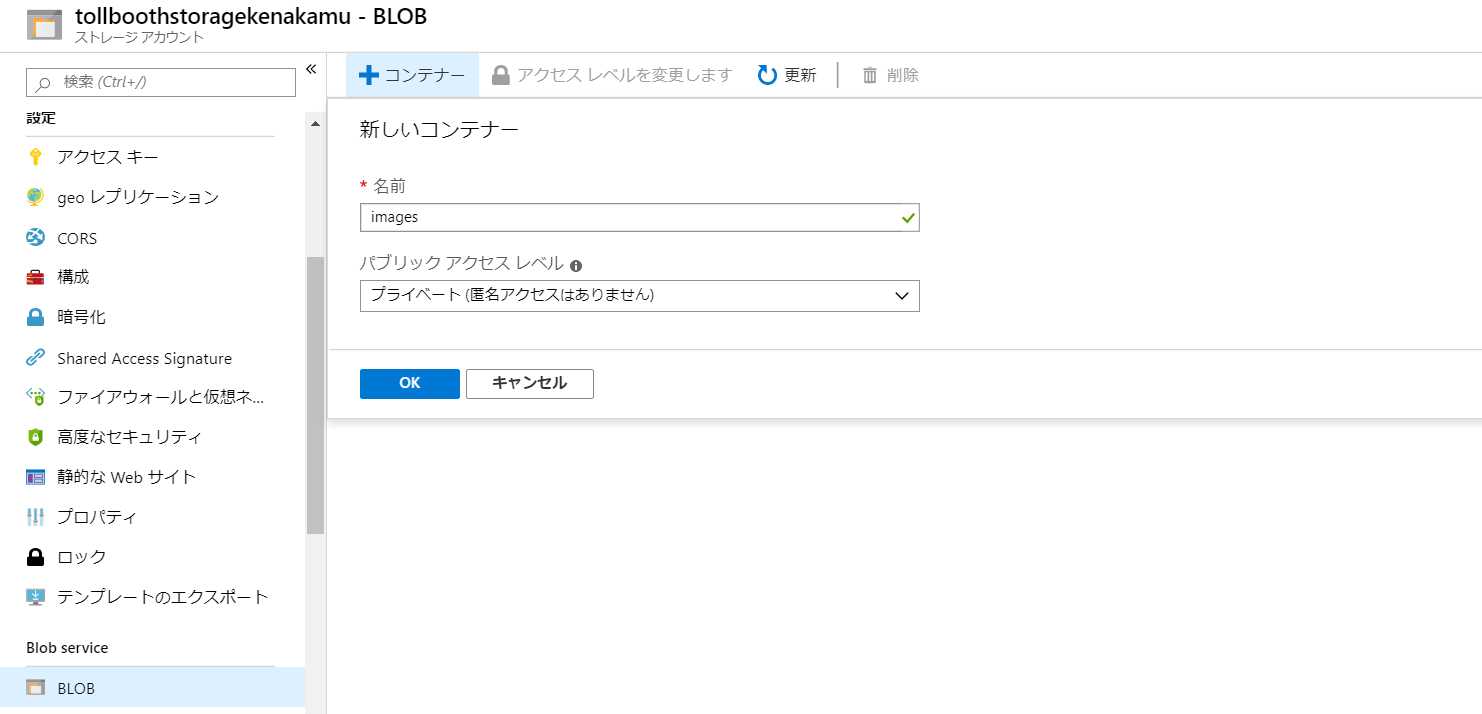 tollboothstoragekenakamu - BLOB
ストレージ アカウント
検索 (Ctrl+/)
«
設定
アクセス キー
geo レプリケーション
CORS
構成
暗号化
Shared Access Signature
ファイアウォールと仮想ネ...
高度なセキュリティ
静的な Web サイト
プロパティ
ロック
テンプレートのエクスポート
Blob service
BLOB
コンテナー アクセス レベルを変更します 更新 削除
新しいコンテナー
* 名前
images
パブリック アクセス レベル
プライベート (匿名アクセスはありません)
OK キャンセル